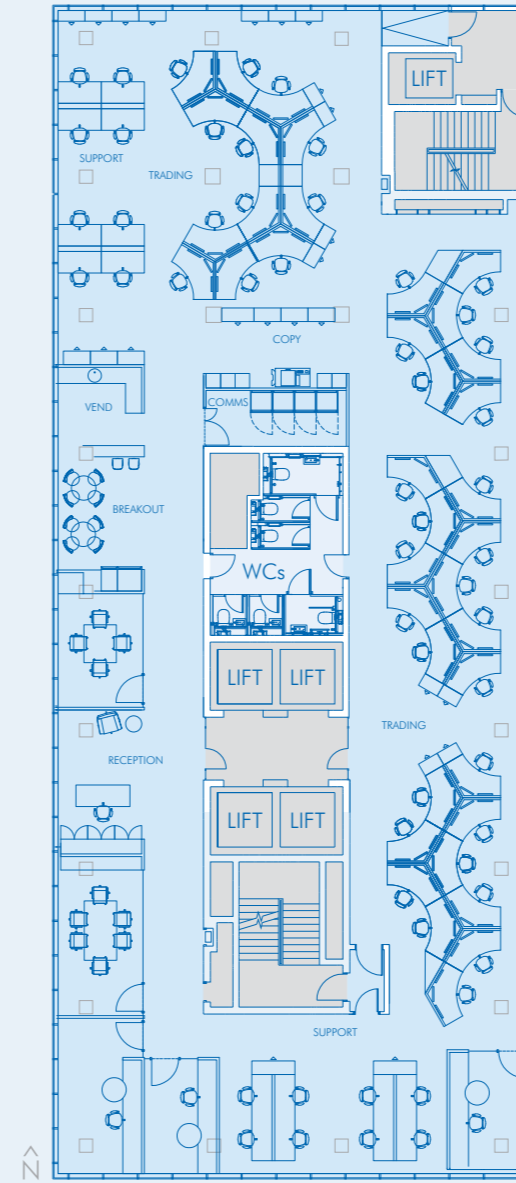 LIFT
SUPPORT
TRADING
COPY
COMMS
VEND
BREAKOUT
WCs
LIFT LIFT
TRADING
RECEPTION
LIFT LIFT
SUPPORT
N